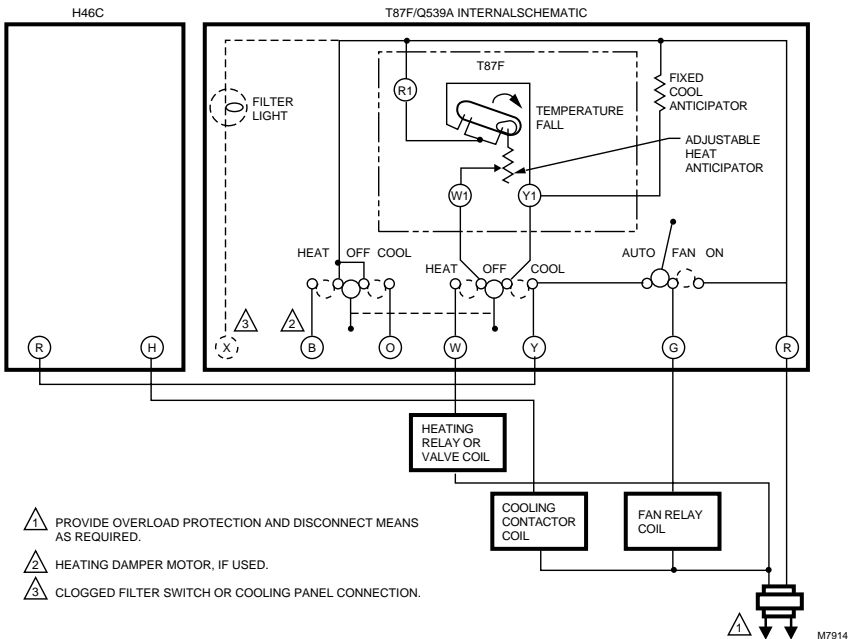 H46C
T87F/Q539A INTERNALSCHEMATIC
T87F
R1
FILTER
LIGHT
TEMPERATURE
FALL
FIXED
COOL
ANTICIPATOR
ADJUSTABLE
HEAT
ANTICIPATOR
W1
Y1
HEAT OFF COOL
HEAT OFF COOL
AUTO FAN ON
3
2
R
H
X
B
O
W
Y
G
R
HEATING
RELAY OR
VALVE COIL
COOLING
CONTACTOR
COIL
FAN RELAY
COIL
1 PROVIDE OVERLOAD PROTECTION AND DISCONNECT MEANS
AS REQUIRED.
2 HEATING DAMPER MOTOR, IF USED.
3 CLOGGED FILTER SWITCH OR COOLING PANEL CONNECTION.
1
M7914